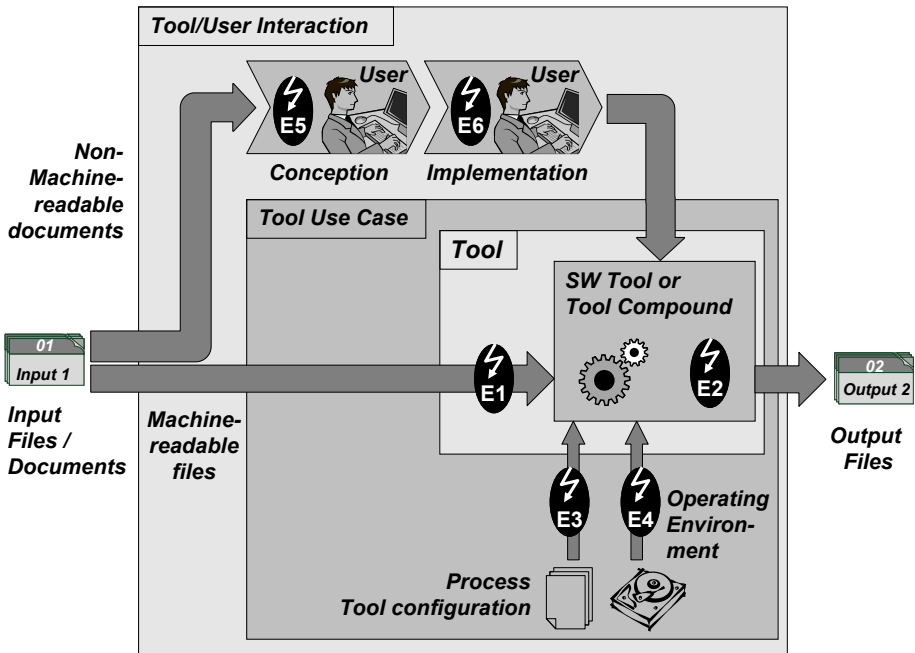 Tool/User Interaction
User
User
E5
E6
Conception
Implementation
Non-
Machine-
readable
documents
Tool Use Case
Tool
SW Tool or
Tool Compound
01
Input 1
E1
E2
02
Output 2
Input
Files /
Documents
Machine-
readable
files
Output
Files
E3
E4
Operating
Environ-
ment
Process
Tool configuration